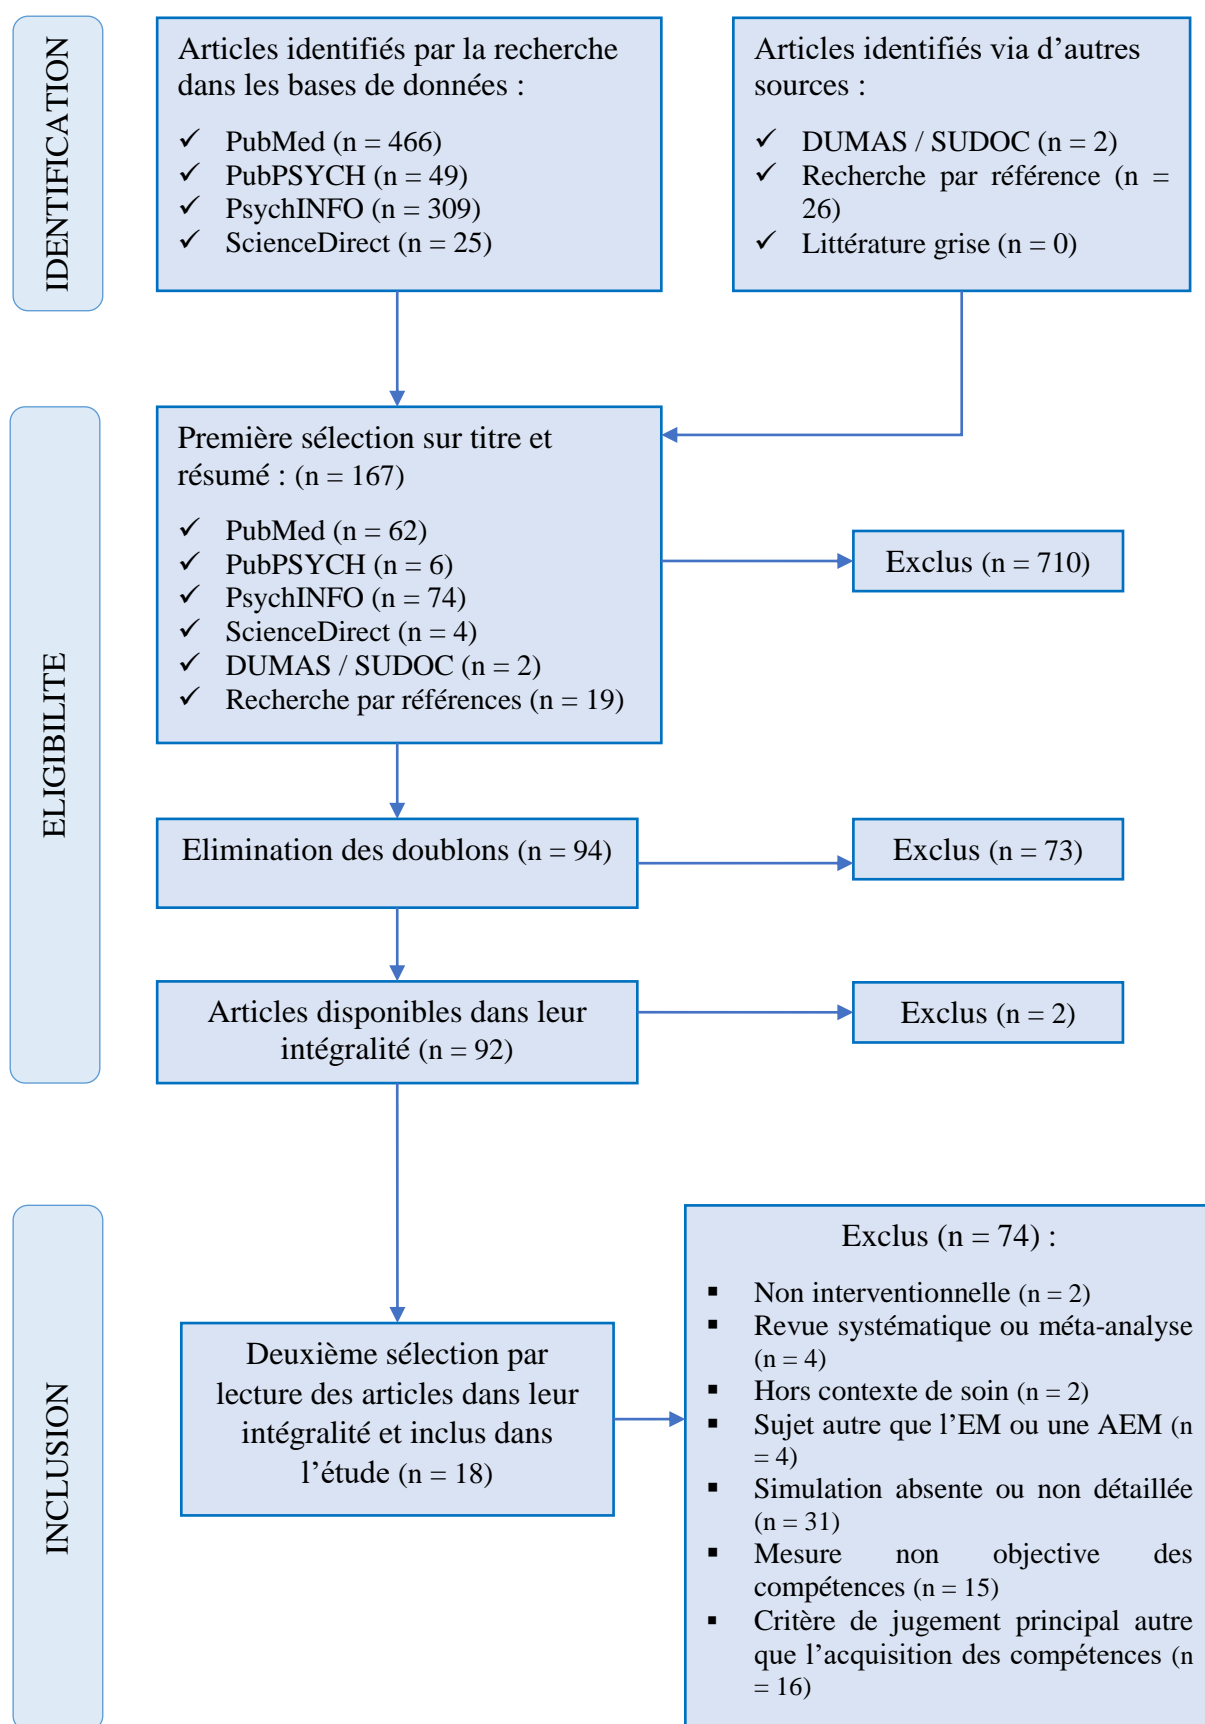 IDENTIFICATION
Articles identifiés par la recherche
dans les bases de données :
✓ PubMed (n = 466)
✓ PubPSYCH (n = 49)
✓ PsychINFO (n = 309)
✓ ScienceDirect (n = 25)
Articles identifiés via d'autres
sources :
✓ DUMAS / SUDOC (n = 2)
✓ Recherche par référence (n =
26)
✓ Littérature grise (n = 0)
ELIGIBILITE
Première sélection sur titre et
résumé : (n = 167)
✓ PubMed (n = 62)
✓ PubPSYCH (n = 6)
✓ PsychINFO (n = 74)
✓ ScienceDirect (n = 4)
✓ DUMAS / SUDOC (n = 2)
✓ Recherche par références (n = 19)
Exclus (n = 710)
Elimination des doublons (n = 94)
Exclus (n = 73)
Articles disponibles dans leur
intégralité (n = 92)
Exclus (n = 2)
INCLUSION
Deuxième sélection par
lecture des articles dans leur
intégralité et inclus dans
l'étude (n = 18)
Exclus (n = 74) :
▪ Non interventionnelle (n = 2)
▪ Revue systématique ou méta-analyse
(n = 4)
▪ Hors contexte de soin (n = 2)
▪ Sujet autre que l'EM ou une AEM (n
= 4)
▪ Simulation absente ou non détaillée
(n = 31)
▪ Mesure non objective des
compétences (n = 15)
▪ Critère de jugement principal autre
que l'acquisition des compétences (n
= 16)